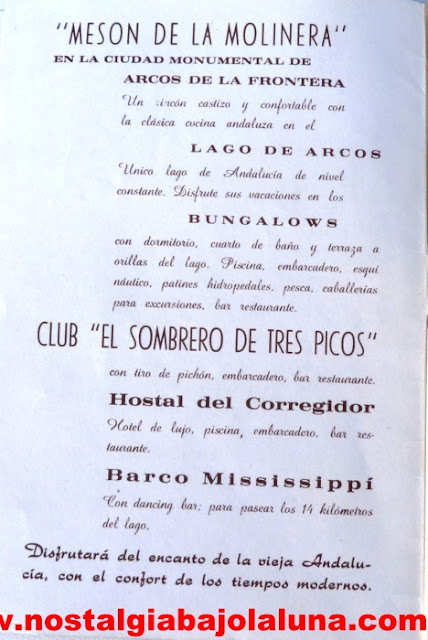 "MESON DE LA MOLINERA"
EN LA CIUDAD MONUMENTAL DE
ARCOS DE LA FRONTERA
Un rincón castizo y confortable con
la clásica cocina andaluza en el
LAGO DE ARCOS
Unico lago de Andalucía de nivel
constante. Disfrute sus vacaciones en los
BUNGALOWS
con dormitorio, cuarto de baño y terraza a
orillas del lago. Piscina, embarcadero, esquí
náutico, patines hidropedales, pesca, caballerías
para excursiones, bar restaurante.
CLUB "EL SOMBRERO DE TRES PICOS"
con tiro de pichón, embarcadero, bar restaurante.
Hostal del Corregidor
Hotel de lujo, piscina, embarcadero, bar res-
taurante.
Barco Mississippí
Con dancing bar; para pasear los 14 kilómetros
del lago,
Disfrutará del encanto de la vieja Andalu-
cía, con el confort de los tiempos modernos.
w.nostalgiabajolaluna.com